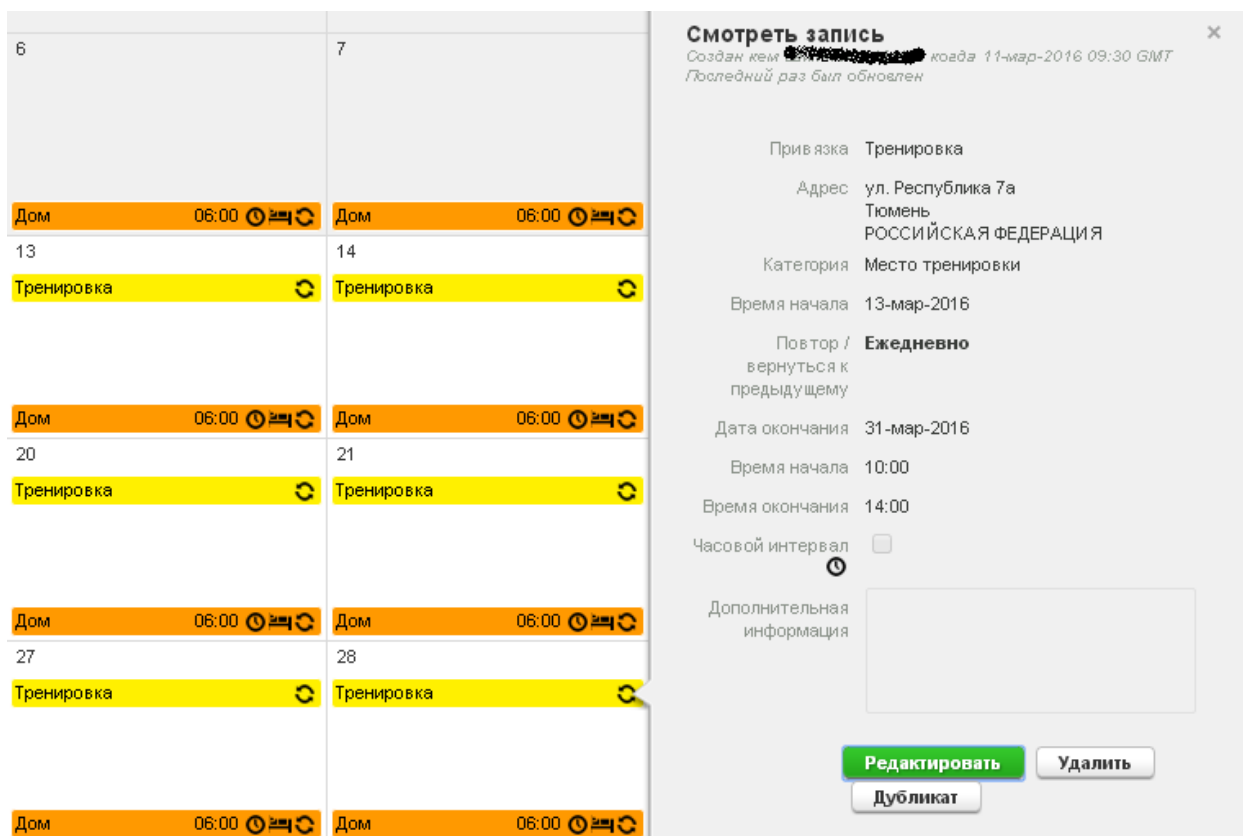 6
7
Дом 06:00
Дом 06:00
13
14
Тренировка
Тренировка
Дом 06:00
Дом 06:00
20
21
Тренировка
Тренировка
Дом 06:00
Дом 06:00
27
28
Тренировка
Тренировка
Дом 06:00
Дом 06:00
Смотреть запись
Создан кем когда 11-мар-2016 09:30 GMT
Последний раз был обновлен
Привязка Тренировка
Адрес ул. Республика 7а
Тюмень
РОССИЙСКАЯ ФЕДЕРАЦИЯ
Категория Место тренировки
Время начала 13-мар-2016
Повтор / Ежедневно
вернуться к
предыдущему
Дата окончания 31-мар-2016
Время начала 10:00
Время окончания 14:00
Часовой интервал
Дополнительная
информация
Редактировать Удалить
Дубликат